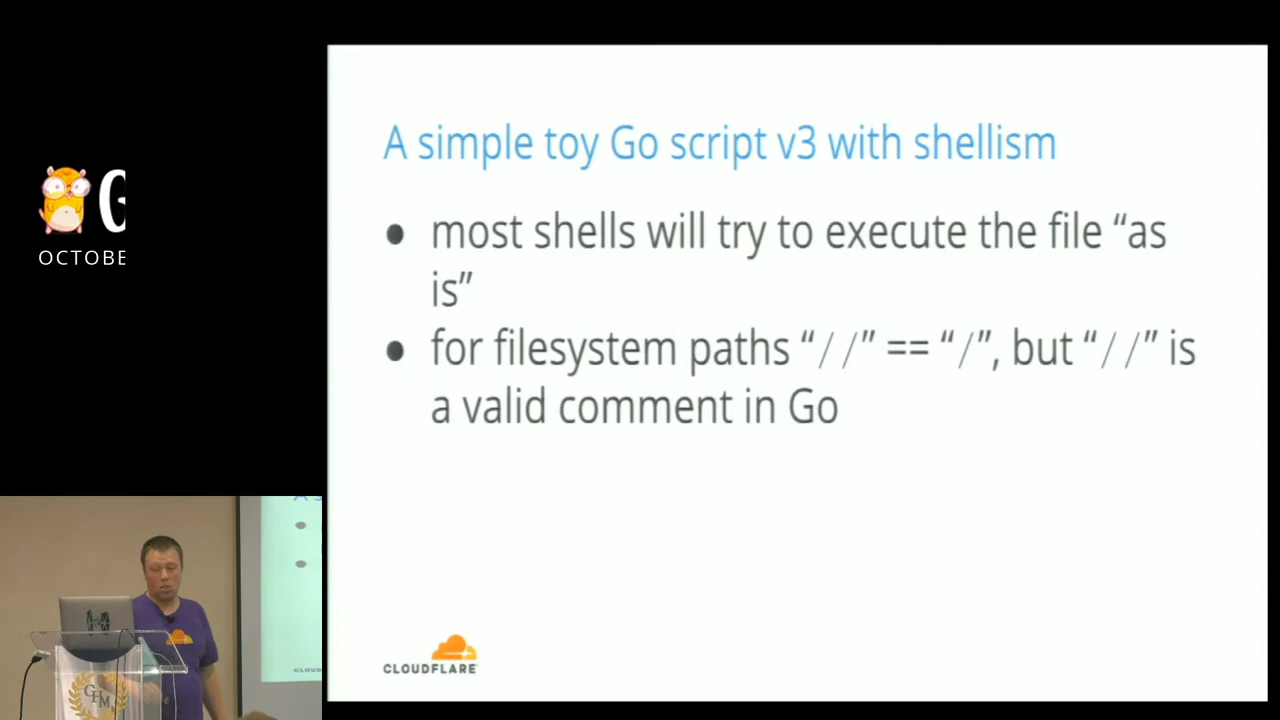 A simple toy Go script v3 with shellism
● most shells will try to execute the file “as
is”
● for filesystem paths “//” == “/”, but “//” is
a valid comment in Go
CLOUDFLARE
G
OCTOBE
GHM